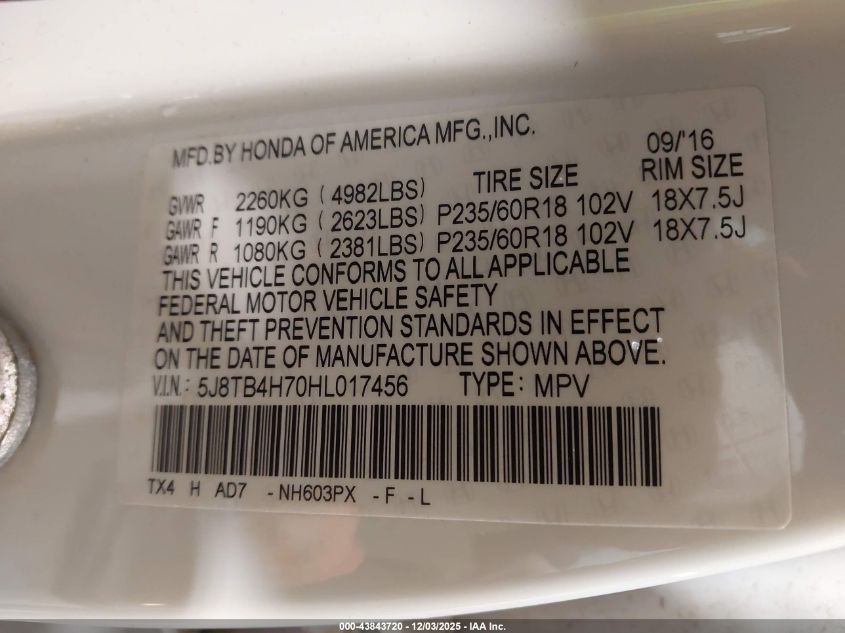 MFD.BY HONDA OF AMERICA MFG.,INC. 09/'16
GVWR 2260KG ( 4982LBS) TIRE SIZE RIM SIZE
GAWR F 1190KG ( 2623LBS) P235/60R18 102V 18X7.5J
GAWR R 1080KG ( 2381LBS) P235/60R18 102V 18X7.5J
THIS VEHICLE CONFORMS TO ALL APPLICABLE
FEDERAL MOTOR VEHICLE SAFETY
AND THEFT PREVENTION STANDARDS IN EFFECT
ON THE DATE OF MANUFACTURE SHOWN ABOVE.
V.I.N.: 5J8TB4H70HL017456 TYPE: MPV
TX4 H AD7 -NH603PX -F -L
000-43843720 - 12/03/2025 - IAA Inc.